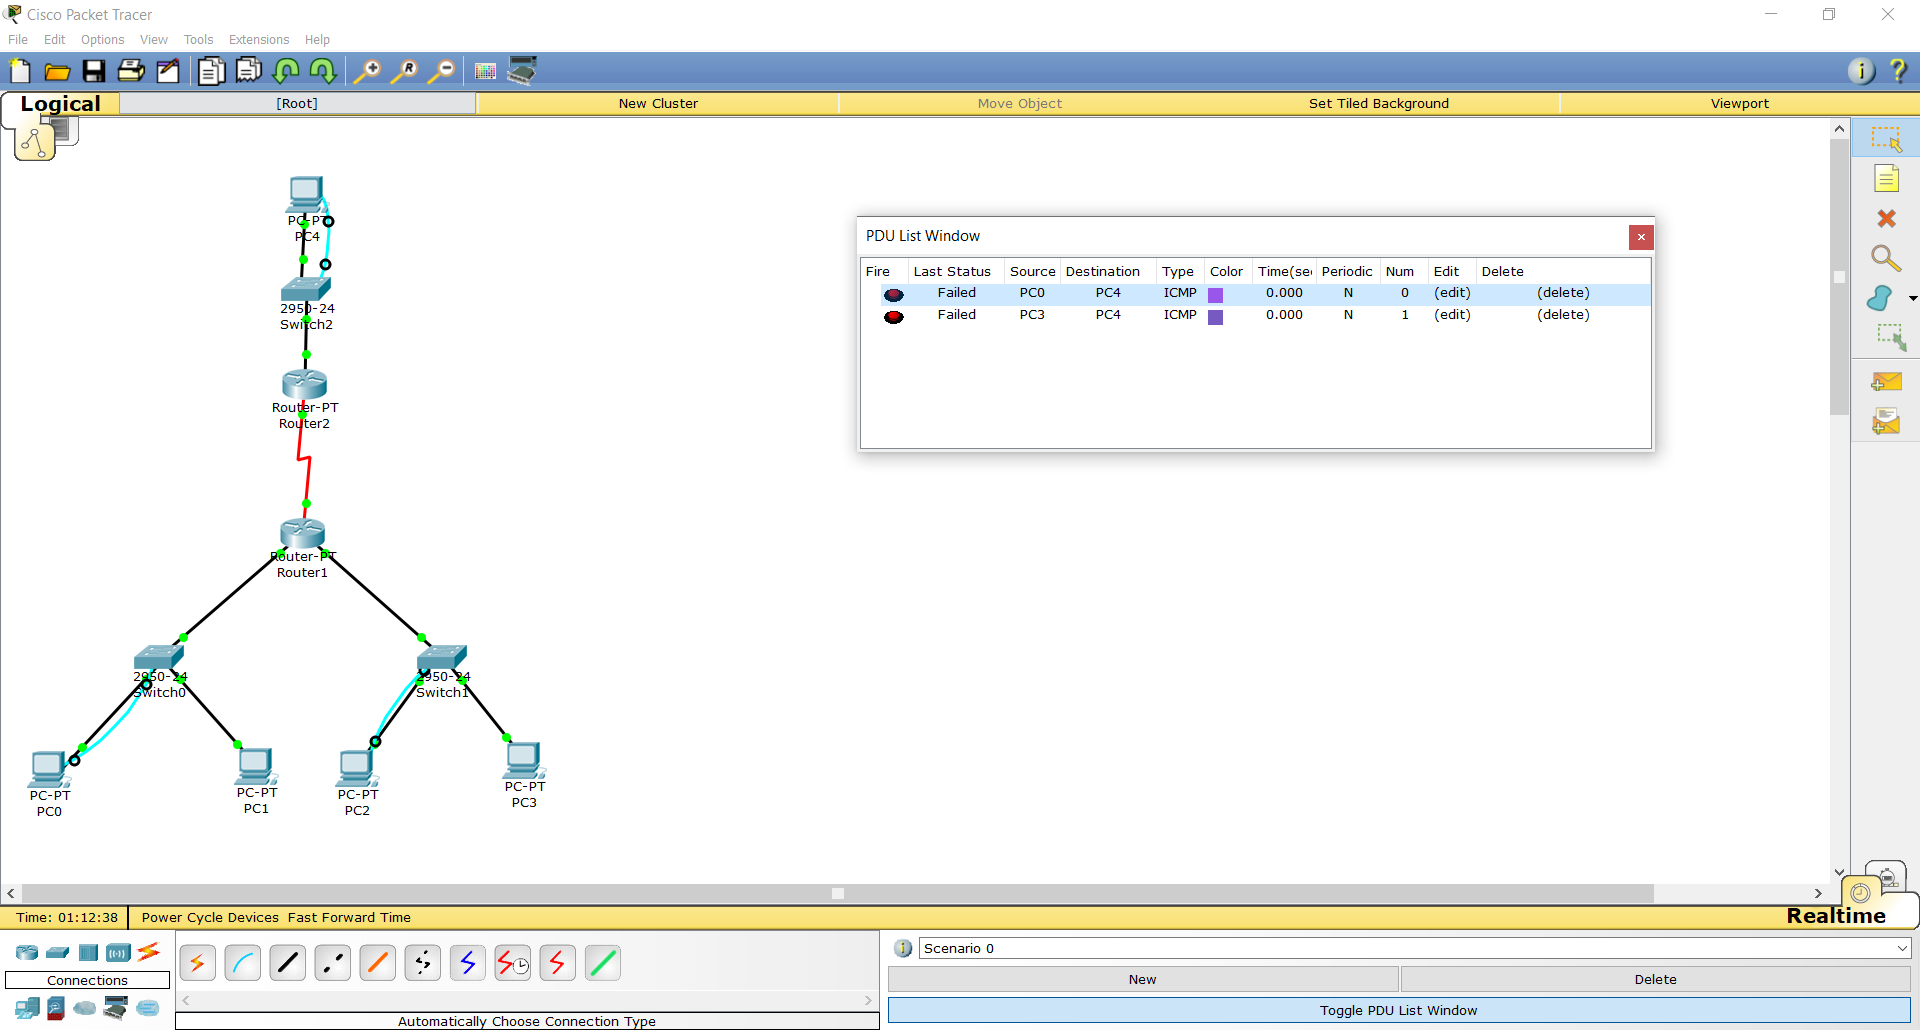 Cisco Packet Tracer
File Edit Options View Tools Extensions Help
Logical [Root] New Cluster Move Object Set Tiled Background Viewport
PC-PT
PC4
2950-24
Switch2
Router-PT
Router2
Router-PT
Router1
2950-24
Switch0
2950-24
Switch1
PC-PT
PC0
PC-PT
PC1
PC-PT
PC2
PC-PT
PC3
PDU List Window
Fire Last Status Source Destination Type Color Time(sec Periodic Num Edit Delete
Failed PC0 PC4 ICMP 0.000 N 0 (edit) (delete)
Failed PC3 PC4 ICMP 0.000 N 1 (edit) (delete)
Time: 01:12:38 Power Cycle Devices Fast Forward Time
Realtime
Connections
Automatically Choose Connection Type
Scenario 0
New Delete
Toggle PDU List Window